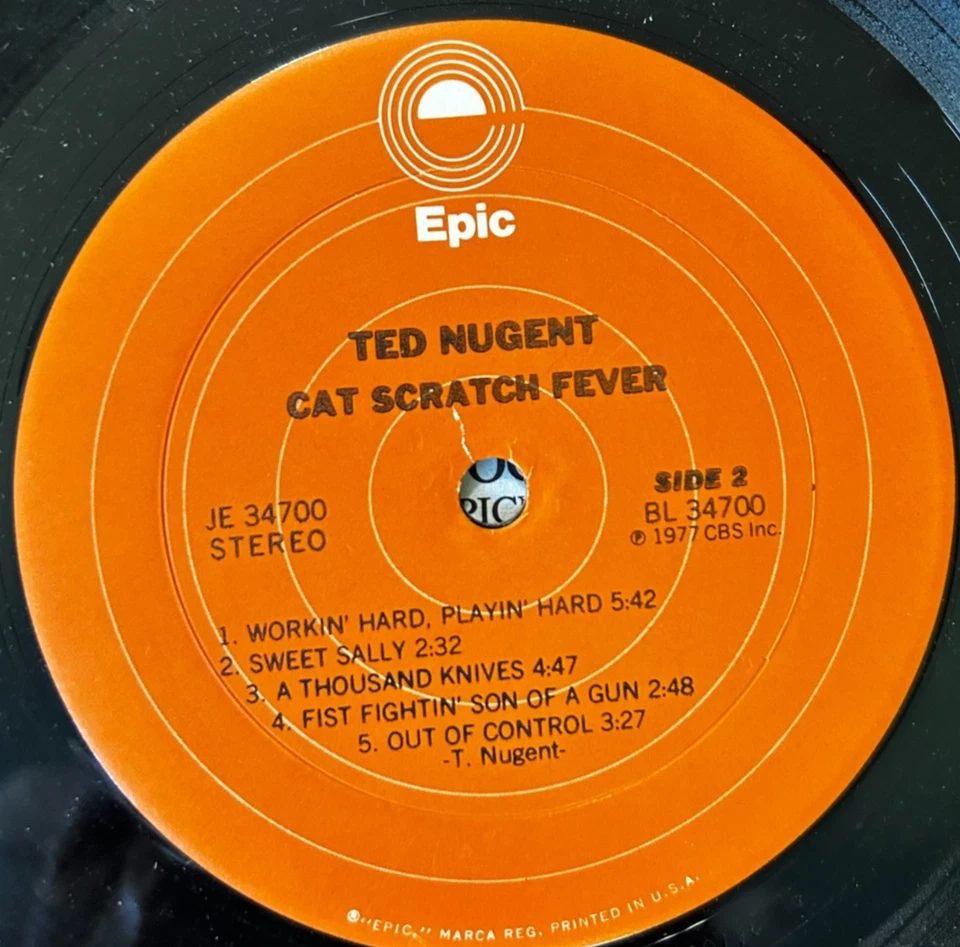 Epic
TED NUGENT
CAT SCRATCH FEVER
JE 34700
STEREO
SIDE 2
BL 34700
℗ 1977 CBS Inc.
1. WORKIN' HARD, PLAYIN' HARD 5:42
2. SWEET SALLY 2:32
3. A THOUSAND KNIVES 4:47
4. FIST FIGHTIN' SON OF A GUN 2:48
5. OUT OF CONTROL 3:27
-T. Nugent-
®"EPIC," MARCA REG. PRINTED IN U.S.A.